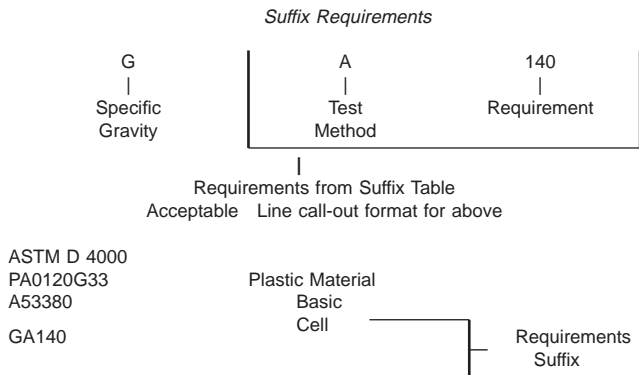 Suffix Requirements
G A 140
Specific Test Requirement
Gravity Method
Requirements from Suffix Table
Acceptable Line call-out format for above
ASTM D 4000
PA0120G33 Plastic Material
A53380 Basic
Cell
GA140 Requirements
Suffix